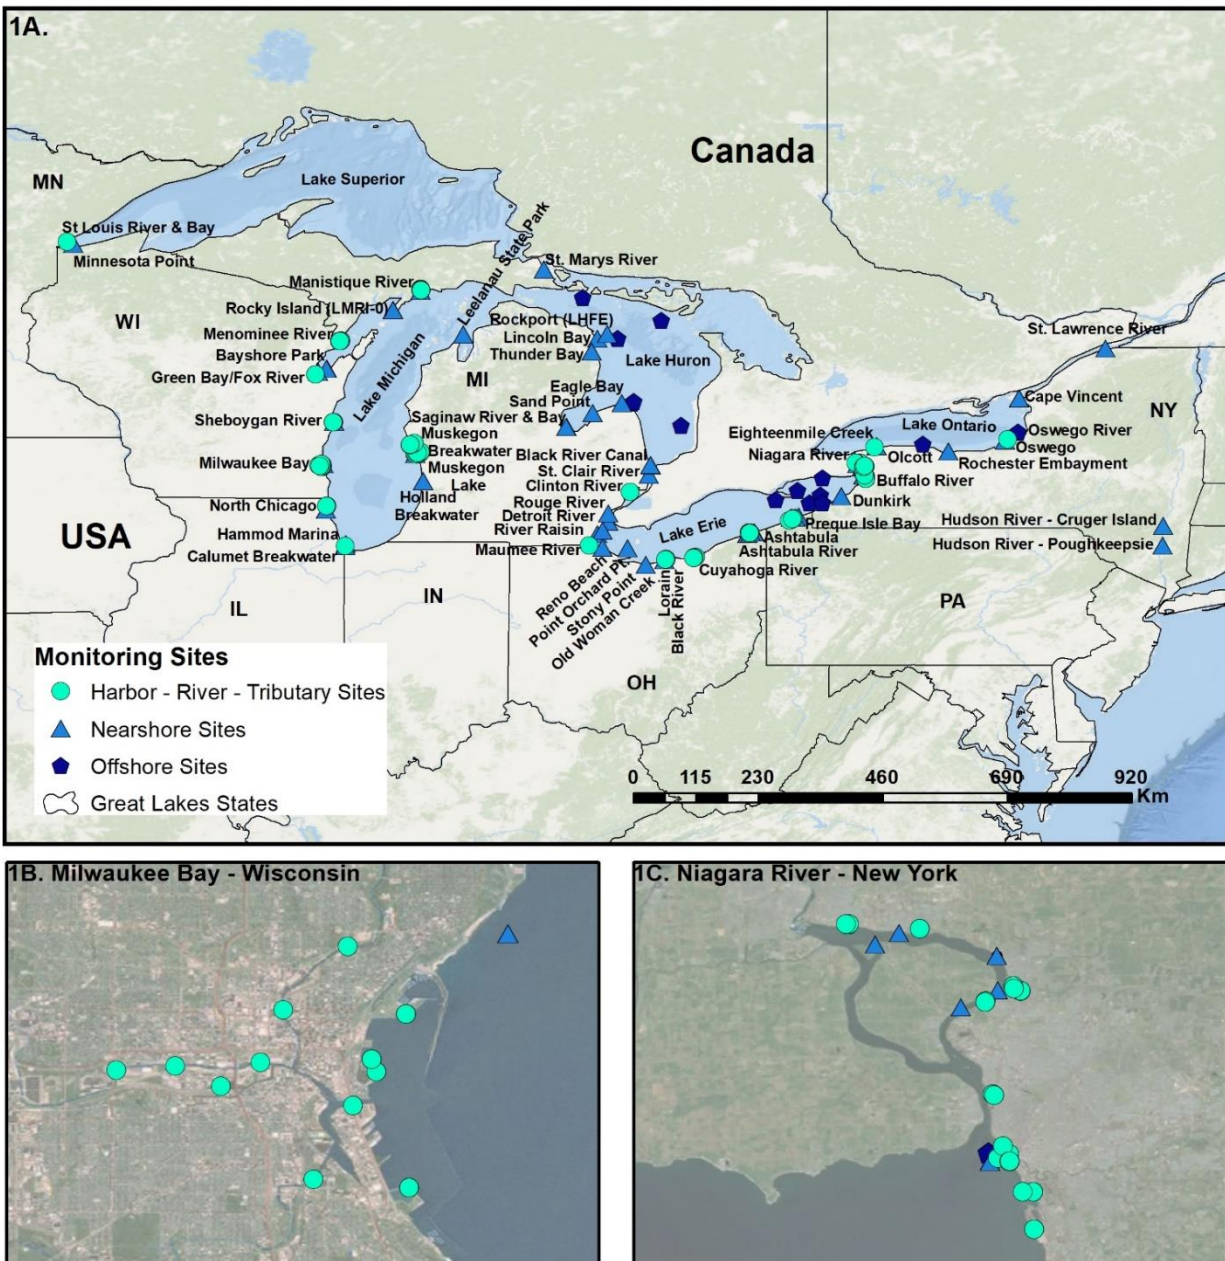 1A.
Canada
MN
Lake Superior
St Louis River & Bay
Minnesota Point
Leelanau State Park
St. Marys River
Manistique River
Rocky Island (LMRI-0)
WI
Menominee River
Bayshore Park
Green Bay/Fox River
Lake Michigan
Rockport (LHFE)
Lincoln Bay
Thunder Bay
Lake Huron
St. Lawrence River
MI
Eagle Bay
Sand Point
Saginaw River & Bay
Cape Vincent
NY
Sheboygan River
Muskegon
Breakwater
Muskegon
Lake
Milwaukee Bay
Black River Canal
St. Clair River
Clinton River
Eighteenmile Creek
Lake Ontario
Oswego River
Oswego
Olcott
Niagara River
Rochester Embayment
Buffalo River
Dunkirk
North Chicago
Holland
Breakwater
Rouge River
Detroit River
River Raisin
Maumee River
Lake Erie
Preque Isle Bay
Ashtabula
Ashtabula River
Cuyahoga River
USA
Hammod Marina
Calumet Breakwater
Hudson River - Cruger Island
Hudson River - Poughkeepsie
Reno Beach
Point Orchard Pt.
Stony Point
Old Woman Creek
Lorain
Black River
IL
IN
OH
PA
Monitoring Sites
Harbor - River - Tributary Sites
Nearshore Sites
Offshore Sites
Great Lakes States
0 115 230 460 690 920
Km
1B. Milwaukee Bay - Wisconsin
1C. Niagara River - New York